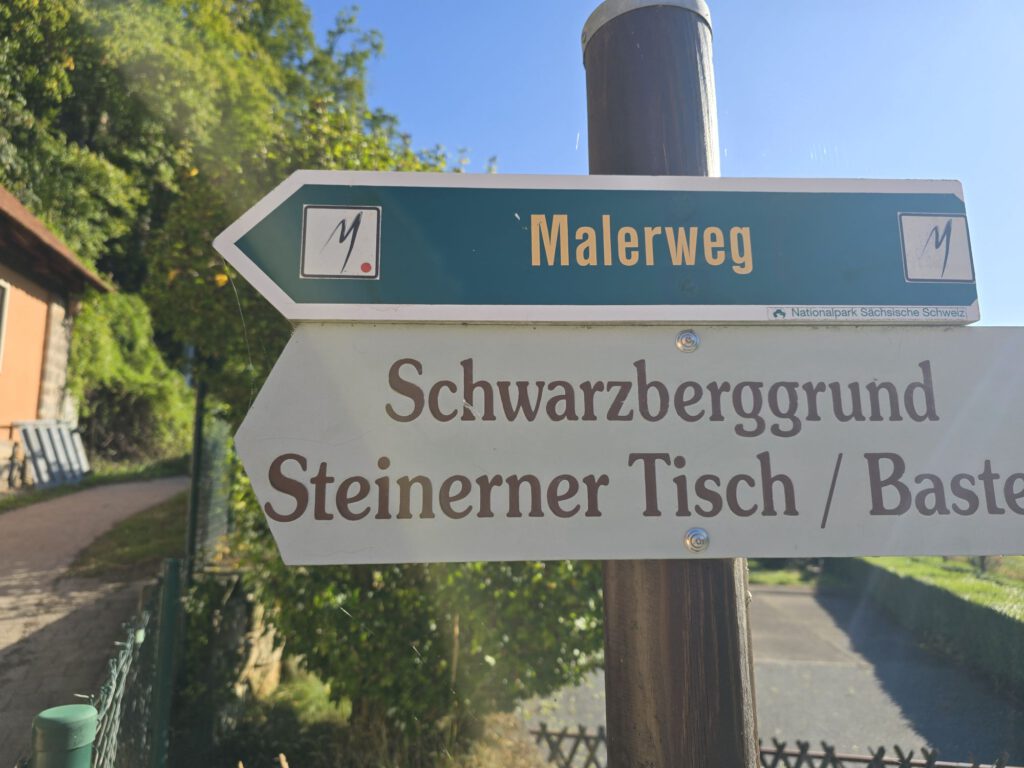 M
Malerweg
M
Nationalpark Sächsische Schweiz
Schwarzberggrund
Steinerner Tisch / Baste